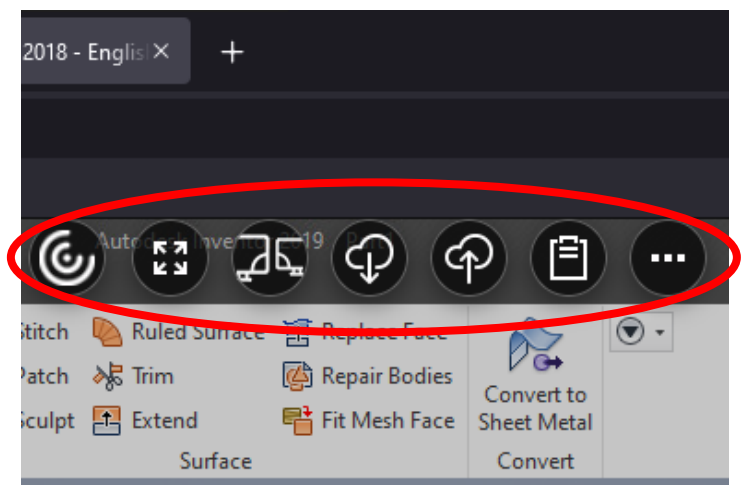 2018 - Englis
Autodesk Inventor 2019 Part1
Stitch Ruled Surface Replace Face
Patch Trim Repair Bodies
Sculpt Extend Fit Mesh Face
Convert to
Sheet Metal
Surface Convert